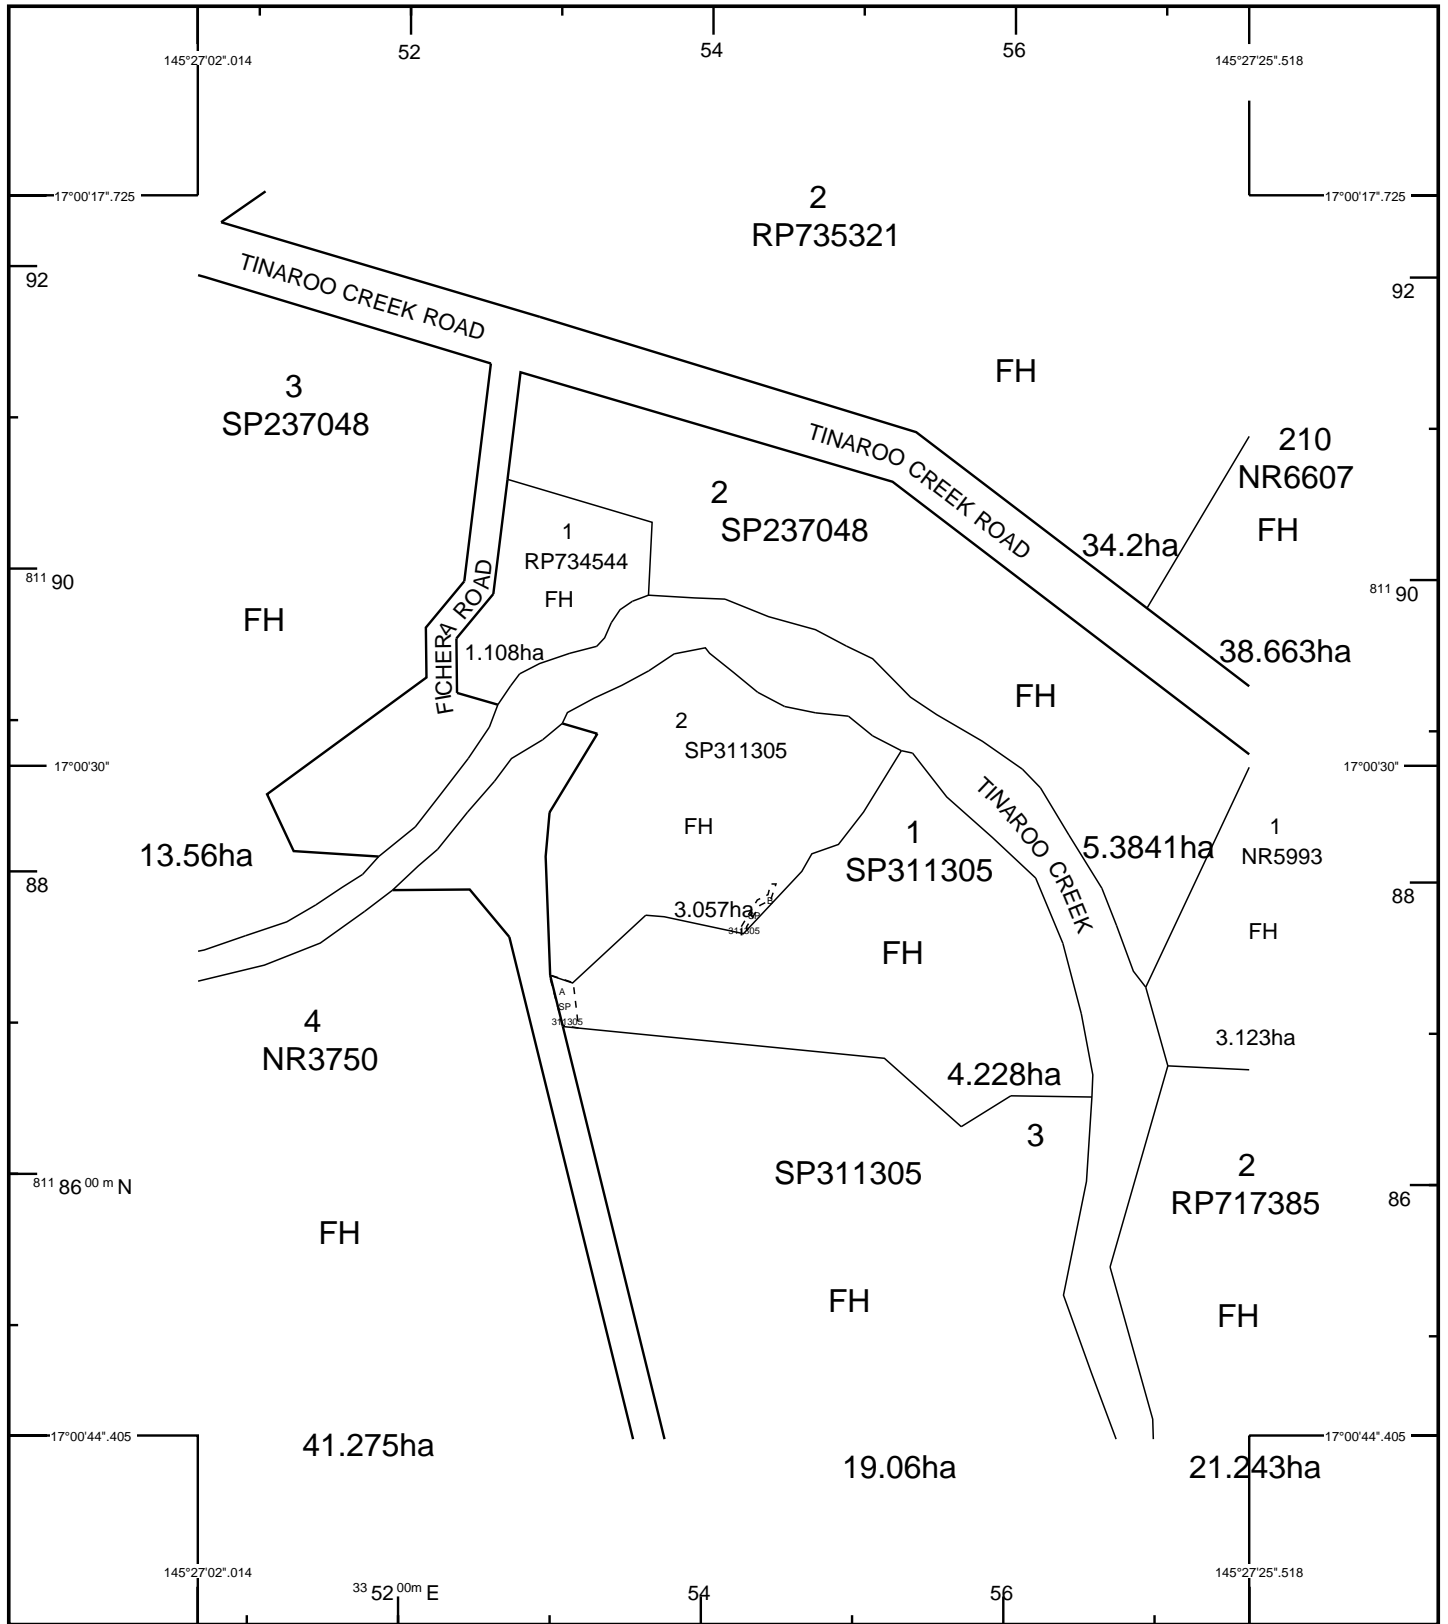 52
54
56
145°27'02".014
145°27'25".518
17°00'17".725
17°00'17".725
2
RP735321
TINAROO CREEK ROAD
92
92
FH
3
SP237048
TINAROO CREEK ROAD
210
NR6607
2
SP237048
FH
34.2ha
1
RP734544
FH
811 90
811 90
FICHERA ROAD
FH
1.108ha
38.663ha
FH
2
SP311305
17°00'30"
17°00'30"
TINAROO CREEK
FH
1
SP311305
5.3841ha
1
NR5993
13.56ha
88
88
3.057ha
B
SP
311305
FH
FH
A
SP
311305
4
NR3750
3.123ha
4.228ha
3
SP311305
2
RP717385
811 86 00 m N
86
FH
FH
FH
17°00'44".405
17°00'44".405
41.275ha
19.06ha
21.243ha
145°27'02".014
145°27'25".518
33 52 00m E
54
56